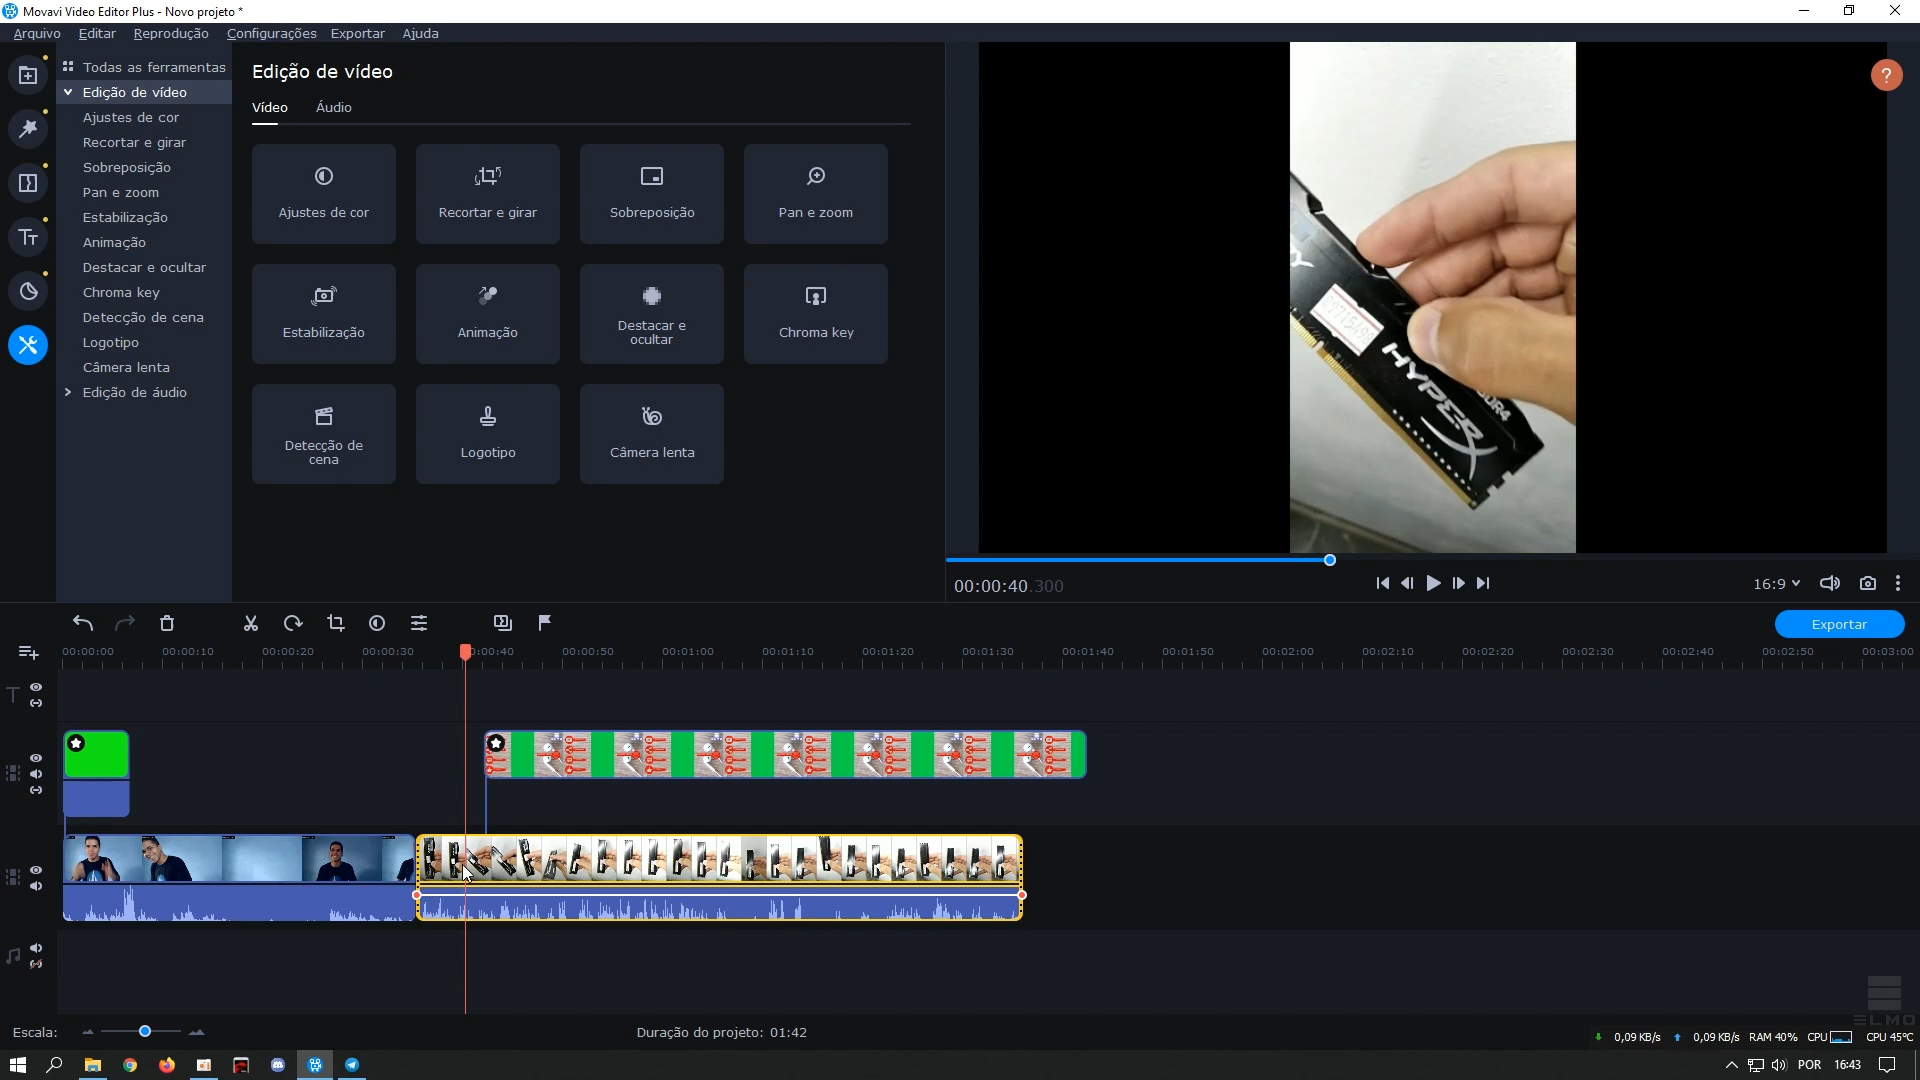 Movavi Video Editor Plus - Novo projeto *
Arquivo Editar Reprodução Configurações Exportar Ajuda
Todas as ferramentas
Edição de vídeo
Ajustes de cor
Recortar e girar
Sobreposição
Pan e zoom
Estabilização
Animação
Destacar e ocultar
Chroma key
Detecção de cena
Logotipo
Câmera lenta
Edição de áudio
Edição de vídeo
Vídeo Áudio
Ajustes de cor
Recortar e girar
Sobreposição
Pan e zoom
Estabilização
Animação
Destacar e
ocultar
Chroma key
Detecção de
cena
Logotipo
Câmera lenta
?
HYPER
DDR4
00:00:40.300
16:9
Exportar
00:00:00 00:00:10 00:00:20 00:00:30 00:00:40 00:00:50 00:01:00 00:01:10 00:01:20 00:01:30 00:01:40 00:01:50 00:02:00 00:02:10 00:02:20 00:02:30 00:02:40 00:02:50 00:03:00
Escala:
Duração do projeto: 01:42
ELMO
0,09 KB/s 0,09 KB/s RAM 40% CPU CPU 45°C
POR 16:43